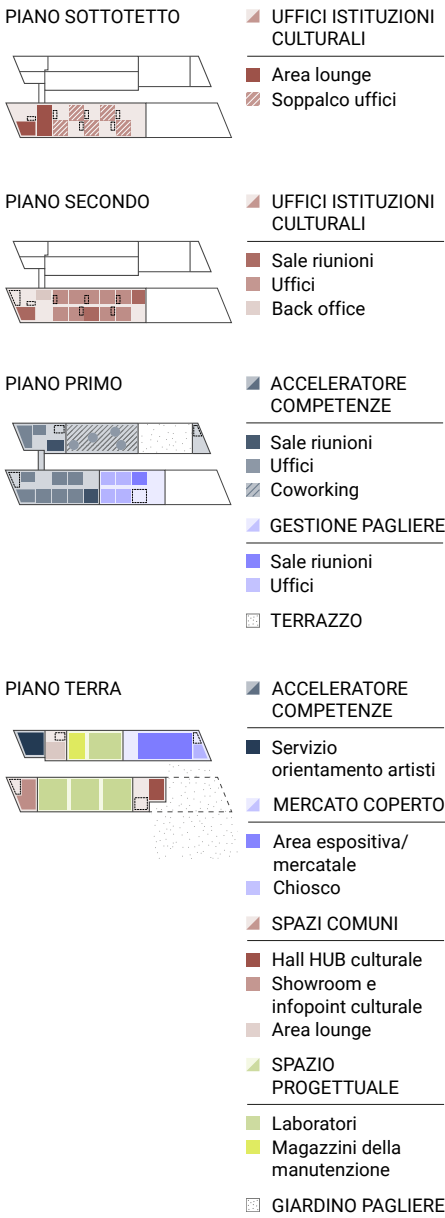 PIANO SOTTOTETTO
UFFICI ISTITUZIONI
CULTURALI
Area lounge
Soppalco uffici
PIANO SECONDO
UFFICI ISTITUZIONI
CULTURALI
Sale riunioni
Uffici
Back office
PIANO PRIMO
ACCELERATORE
COMPETENZE
Sale riunioni
Uffici
Coworking
GESTIONE PAGLIERE
Sale riunioni
Uffici
TERRAZZO
PIANO TERRA
ACCELERATORE
COMPETENZE
Servizio
orientamento artisti
MERCATO COPERTO
Area espositiva/
mercatale
Chiosco
SPAZI COMUNI
Hall HUB culturale
Showroom e
infopoint culturale
Area lounge
SPAZIO
PROGETTUALE
Laboratori
Magazzini della
manutenzione
GIARDINO PAGLIERE